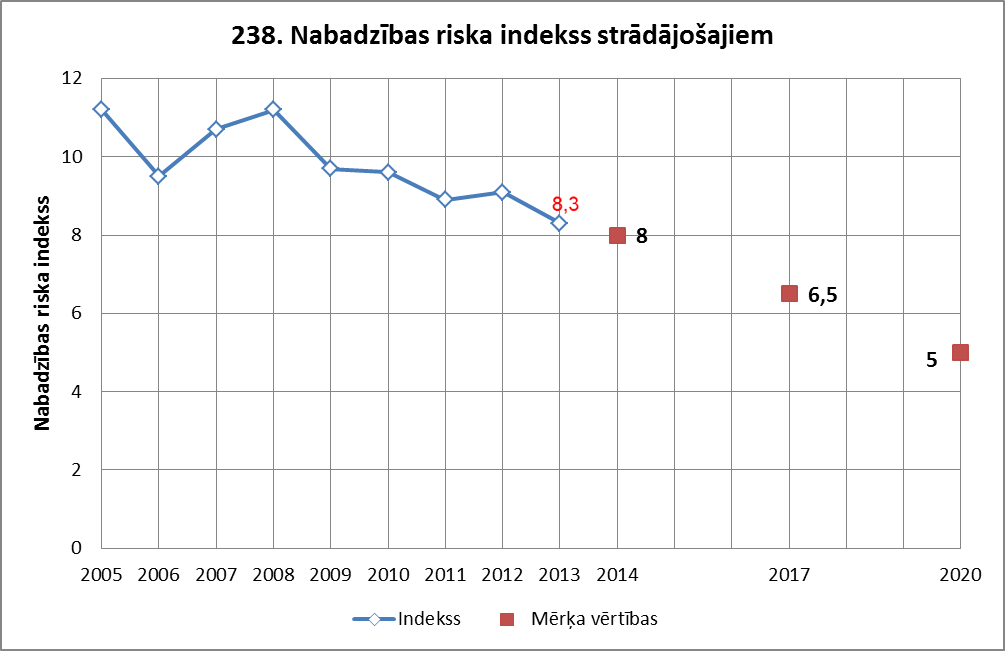 238. Nabadzības riska indekss strādājošajiem
Nabadzības riska indekss
12
10
8
6
4
2
0
8,3
8
6,5
5
2005 2006 2007 2008 2009 2010 2011 2012 2013 2014 2017 2020
Indekss Mērķa vērtības